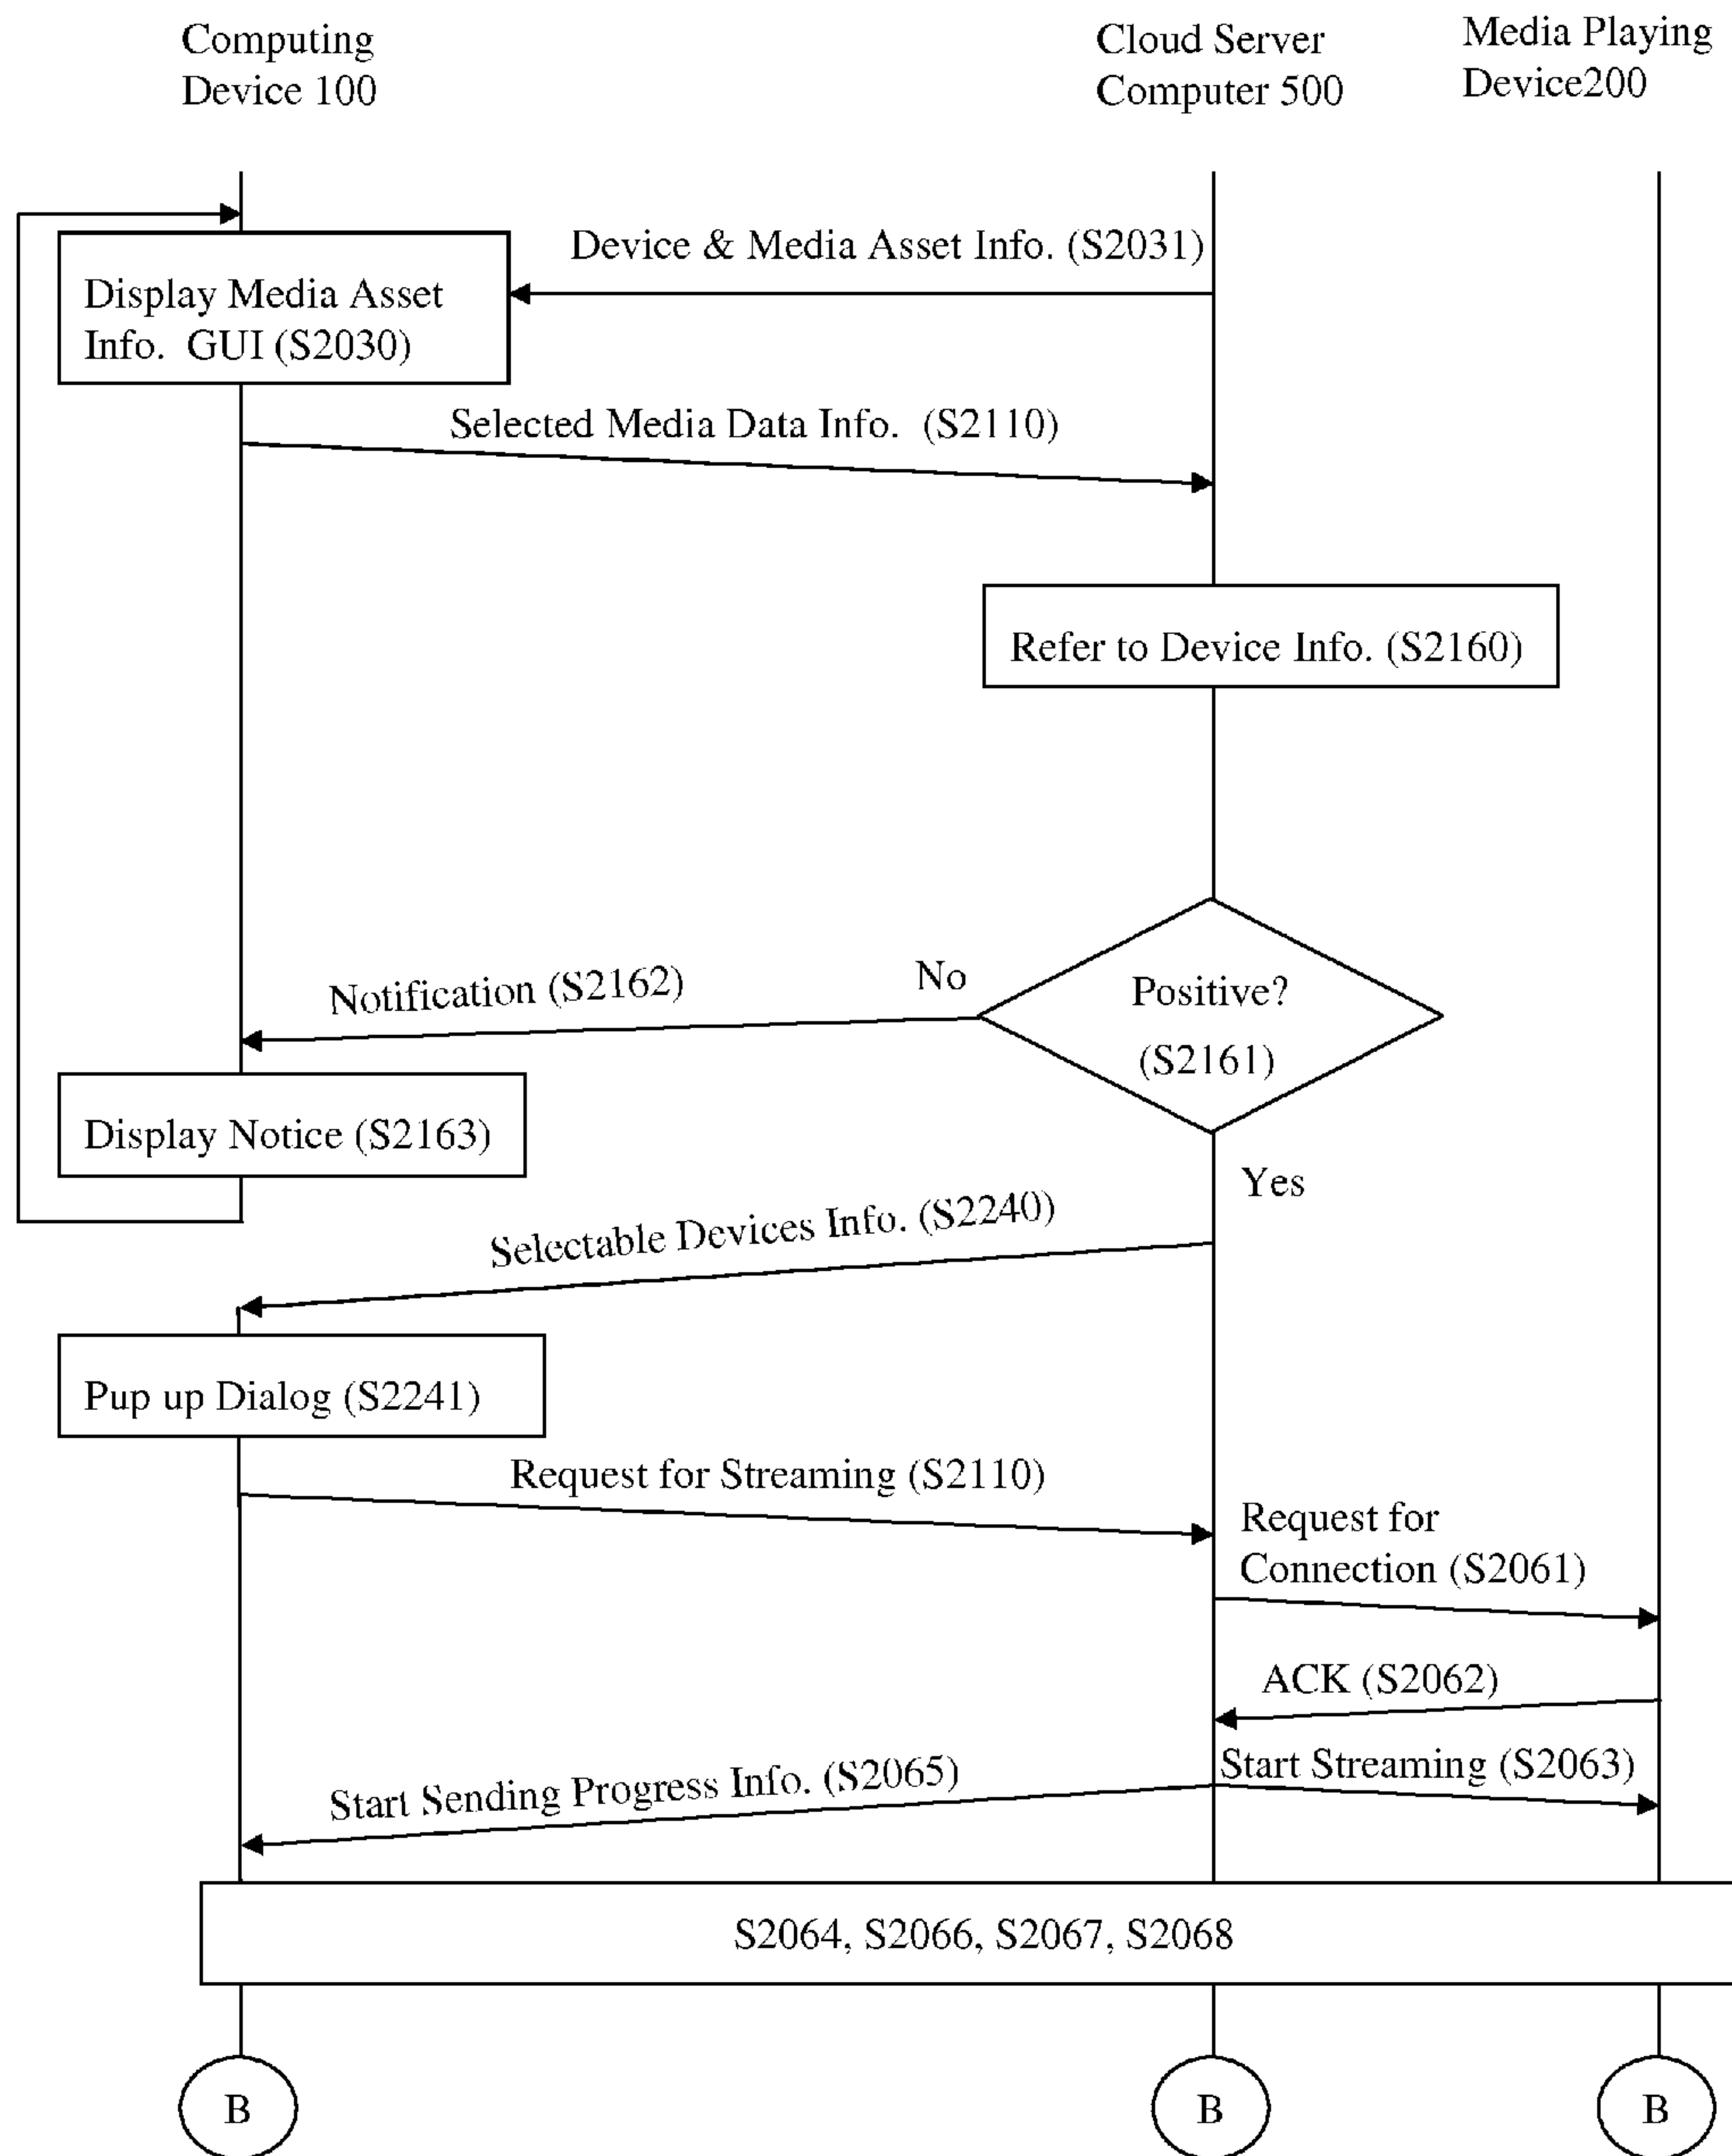 Computing
Device 100
Cloud Server
Computer 500
Media Playing
Device200
Device & Media Asset Info. (S2031)
Display Media Asset
Info. GUI (S2030)
Selected Media Data Info. (S2110)
Refer to Device Info. (S2160)
Positive?
(S2161)
No
Notification (S2162)
Display Notice (S2163)
Yes
Selectable Devices Info. (S2240)
Pup up Dialog (S2241)
Request for Streaming (S2110)
Request for
Connection (S2061)
ACK (S2062)
Start Streaming (S2063)
Start Sending Progress Info. (S2065)
S2064, S2066, S2067, S2068
B
B
B